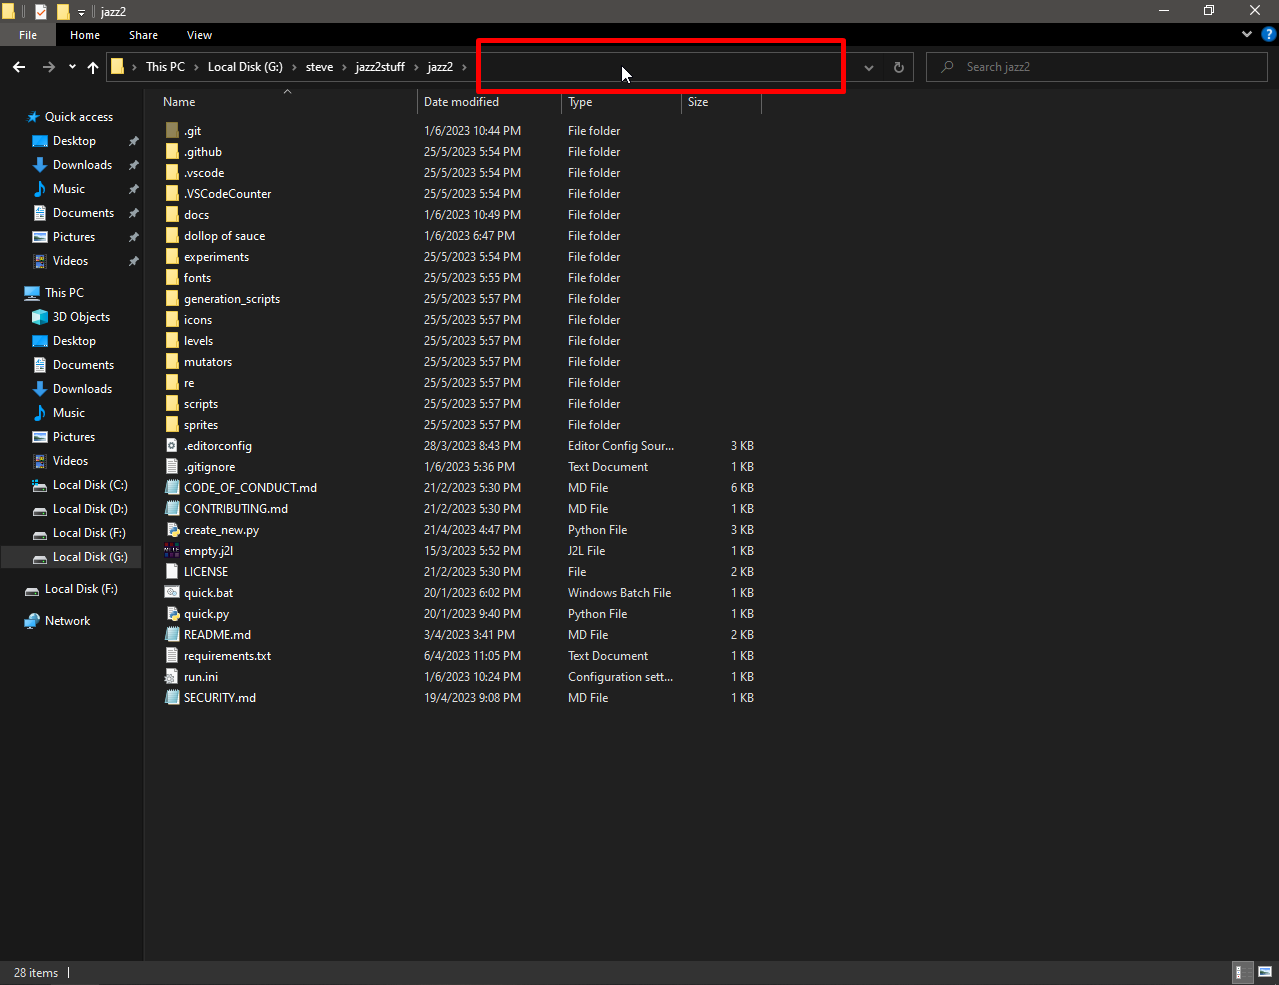 jazz2
File Home Share View
This PC Local Disk (G:) steve jazz2stuff jazz2 Search jazz2
Name Date modified Type Size
Quick access
Desktop
Downloads
Music
Documents
Pictures
Videos
This PC
3D Objects
Desktop
Documents
Downloads
Music
Pictures
Videos
Local Disk (C:)
Local Disk (D:)
Local Disk (F:)
Local Disk (G:)
Local Disk (F:)
Network
.git 1/6/2023 10:44 PM File folder
.github 25/5/2023 5:54 PM File folder
.vscode 25/5/2023 5:54 PM File folder
.VSCodeCounter 25/5/2023 5:54 PM File folder
docs 1/6/2023 10:49 PM File folder
dollop of sauce 1/6/2023 6:47 PM File folder
experiments 25/5/2023 5:54 PM File folder
fonts 25/5/2023 5:55 PM File folder
generation_scripts 25/5/2023 5:57 PM File folder
icons 25/5/2023 5:57 PM File folder
levels 25/5/2023 5:57 PM File folder
mutators 25/5/2023 5:57 PM File folder
re 25/5/2023 5:57 PM File folder
scripts 25/5/2023 5:57 PM File folder
sprites 25/5/2023 5:57 PM File folder
.editorconfig 28/3/2023 8:43 PM Editor Config Sour... 3 KB
.gitignore 1/6/2023 5:36 PM Text Document 1 KB
CODE_OF_CONDUCT.md 21/2/2023 5:30 PM MD File 6 KB
CONTRIBUTING.md 21/2/2023 5:30 PM MD File 1 KB
create_new.py 21/4/2023 4:47 PM Python File 3 KB
empty.j2l 15/3/2023 5:52 PM J2L File 1 KB
LICENSE 21/2/2023 5:30 PM File 2 KB
quick.bat 20/1/2023 6:02 PM Windows Batch File 1 KB
quick.py 20/1/2023 9:40 PM Python File 1 KB
README.md 3/4/2023 3:41 PM MD File 2 KB
requirements.txt 6/4/2023 11:05 PM Text Document 1 KB
run.ini 1/6/2023 10:24 PM Configuration sett... 1 KB
SECURITY.md 19/4/2023 9:08 PM MD File 1 KB
28 items